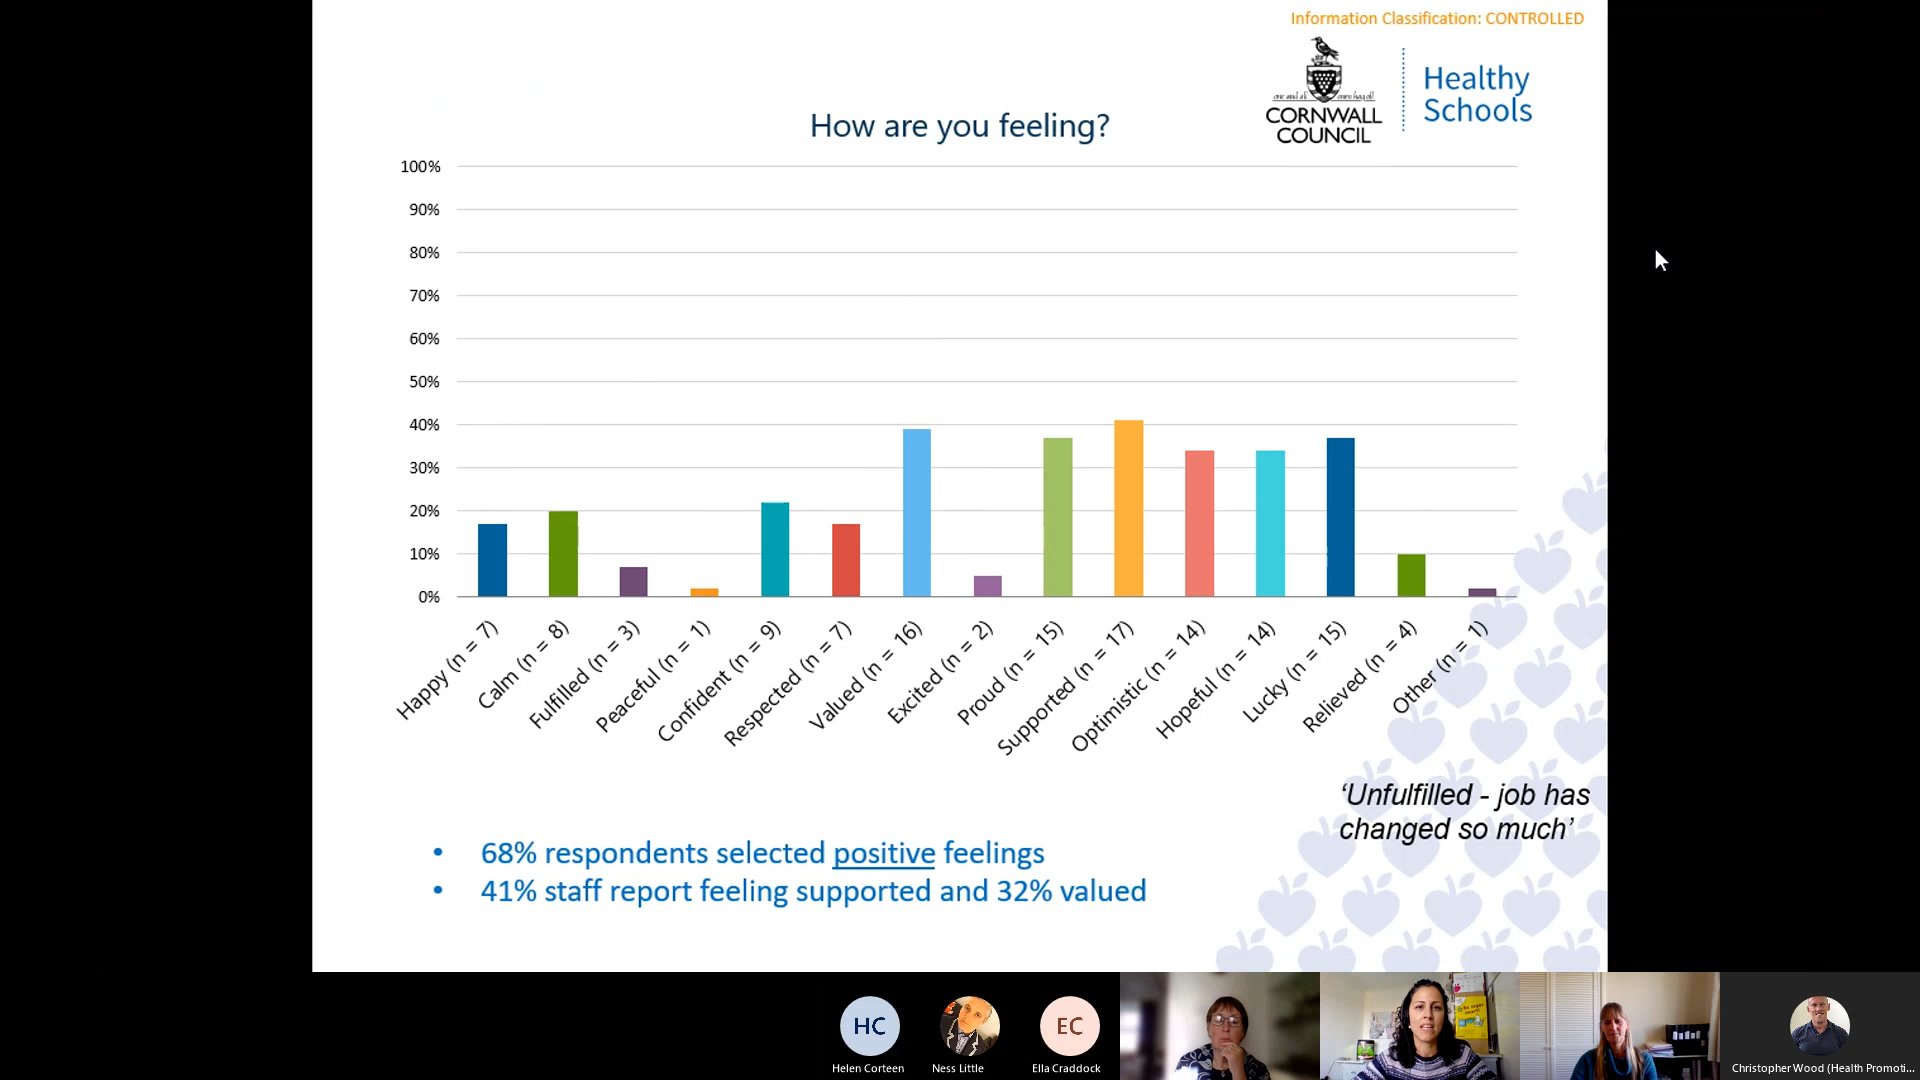 Information Classification: CONTROLLED
CORNWALL
COUNCIL
Healthy
Schools
How are you feeling?
100%
90%
80%
70%
60%
50%
40%
30%
20%
10%
0%
Happy (n = 7)
Calm (n = 8)
Fulfilled (n = 3)
Peaceful (n = 1)
Confident (n = 9)
Respected (n = 7)
Valued (n = 16)
Excited (n = 2)
Proud (n = 15)
Supported (n = 17)
Optimistic (n = 14)
Hopeful (n = 14)
Lucky (n = 15)
Relieved (n = 4)
Other (n = 1)
‘Unfulfilled - job has
changed so much’
• 68% respondents selected positive feelings
• 41% staff report feeling supported and 32% valued
HC
EC
Helen Corteen
Ness Little
Ella Craddock
Christopher Wood (Health Promoti...